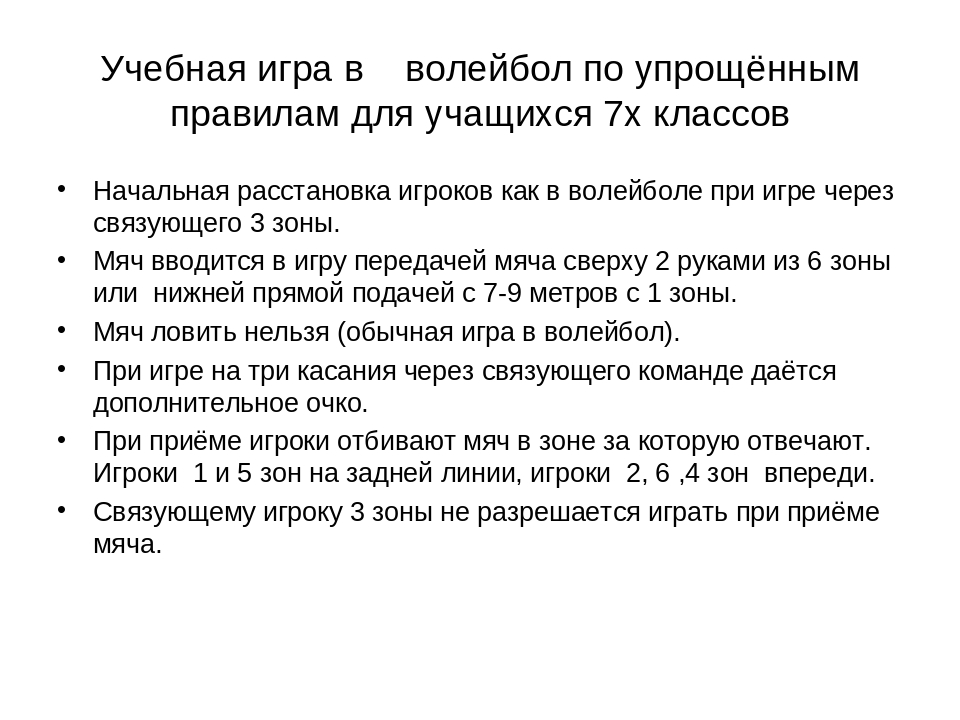 Учебная игра в    волейбол по упрощённым
правилам для учащихся 7х классов
• Начальная расстановка игроков как в волейболе при игре через
связующего 3 зоны.
• Мяч вводится в игру передачей мяча сверху 2 руками из 6 зоны
или  нижней прямой подачей с 7-9 метров с 1 зоны.
• Мяч ловить нельзя (обычная игра в волейбол).
• При игре на три касания через связующего команде даётся
дополнительное очко.
• При приёме игроки отбивают мяч в зоне за которую отвечают.
Игроки  1 и 5 зон на задней линии, игроки  2, 6 ,4 зон  впереди.
• Связующему игроку 3 зоны не разрешается играть при приёме
мяча.